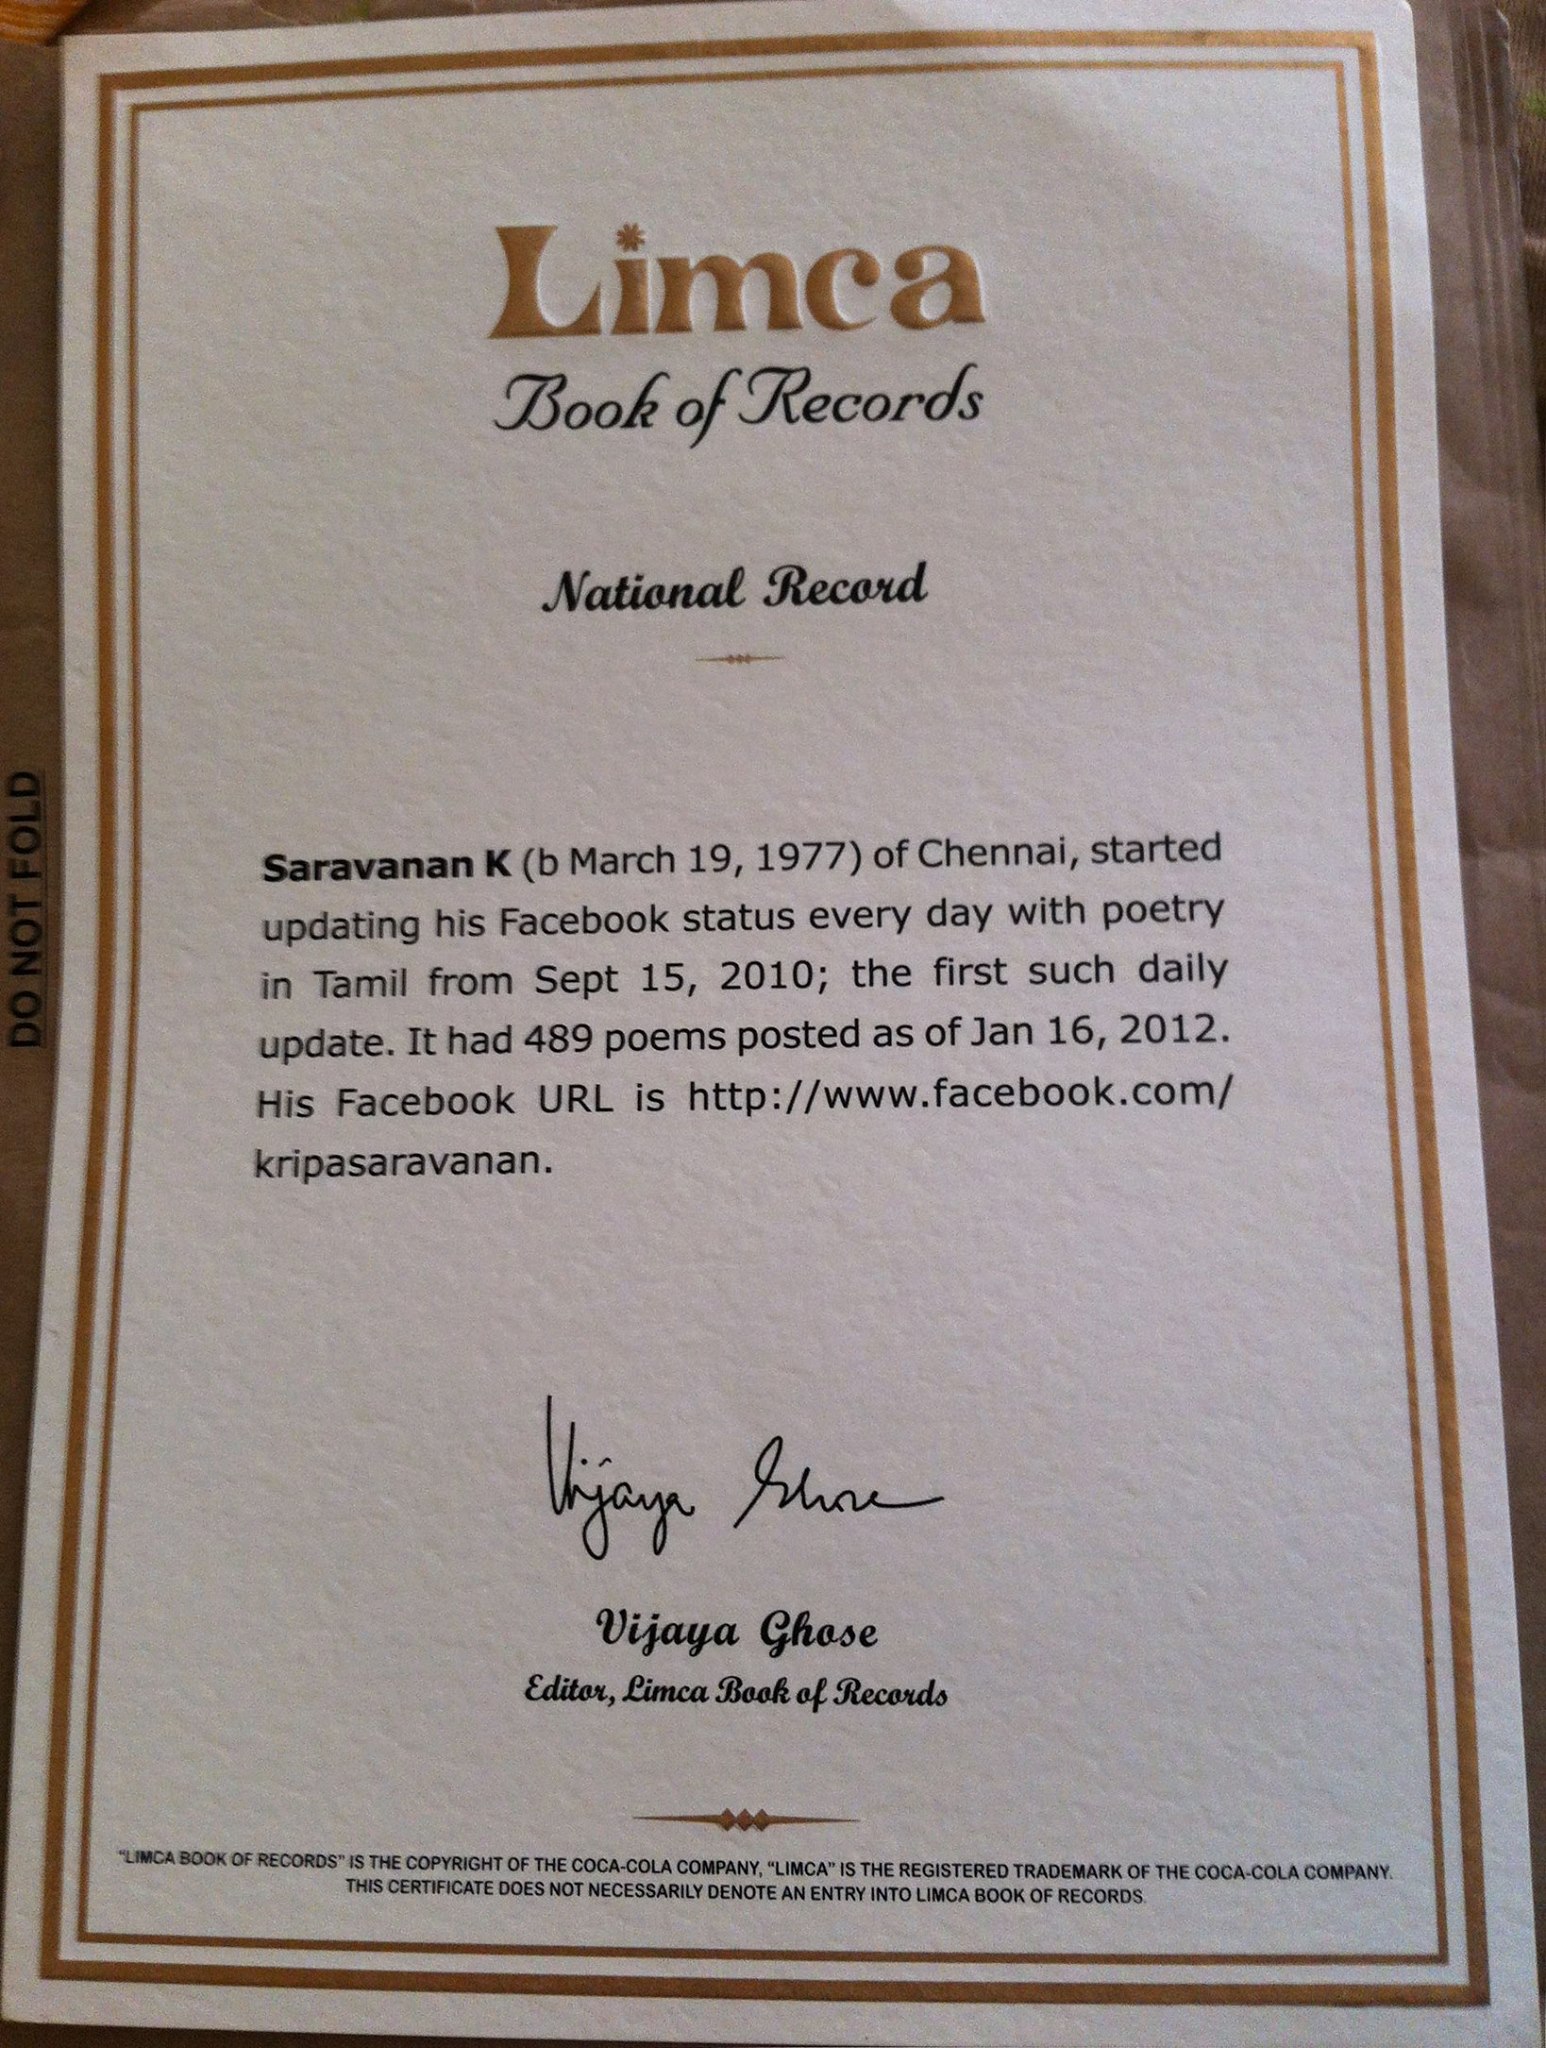 Limca
Book of Records
National Record
Saravanan K (b March 19, 1977) of Chennai, started
updating his Facebook status every day with poetry
in Tamil from Sept 15, 2010; the first such daily
update. It had 489 poems posted as of Jan 16, 2012.
His Facebook URL is http://www.facebook.com/
kripasaravanan.
Vijaya Ghose
Vijaya Ghose
Editor, Limca Book of Records
"LIMCA BOOK OF RECORDS" IS THE COPYRIGHT OF THE COCA-COLA COMPANY, "LIMCA" IS THE REGISTERED TRADEMARK OF THE COCA-COLA COMPANY.
THIS CERTIFICATE DOES NOT NECESSARILY DENOTE AN ENTRY INTO LIMCA BOOK OF RECORDS.
DO NOT FOLD